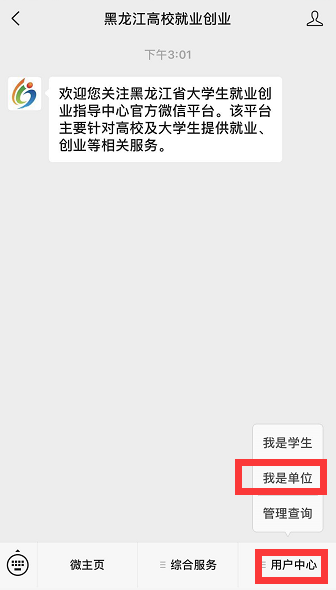 黑龙江高校就业创业
下午3:01
欢迎您关注黑龙江省大学生就业创
业指导中心官方微信平台。该平台
主要针对高校及大学生提供就业、
创业等相关服务。
我是学生
我是单位
管理查询
微主页
综合服务
用户中心